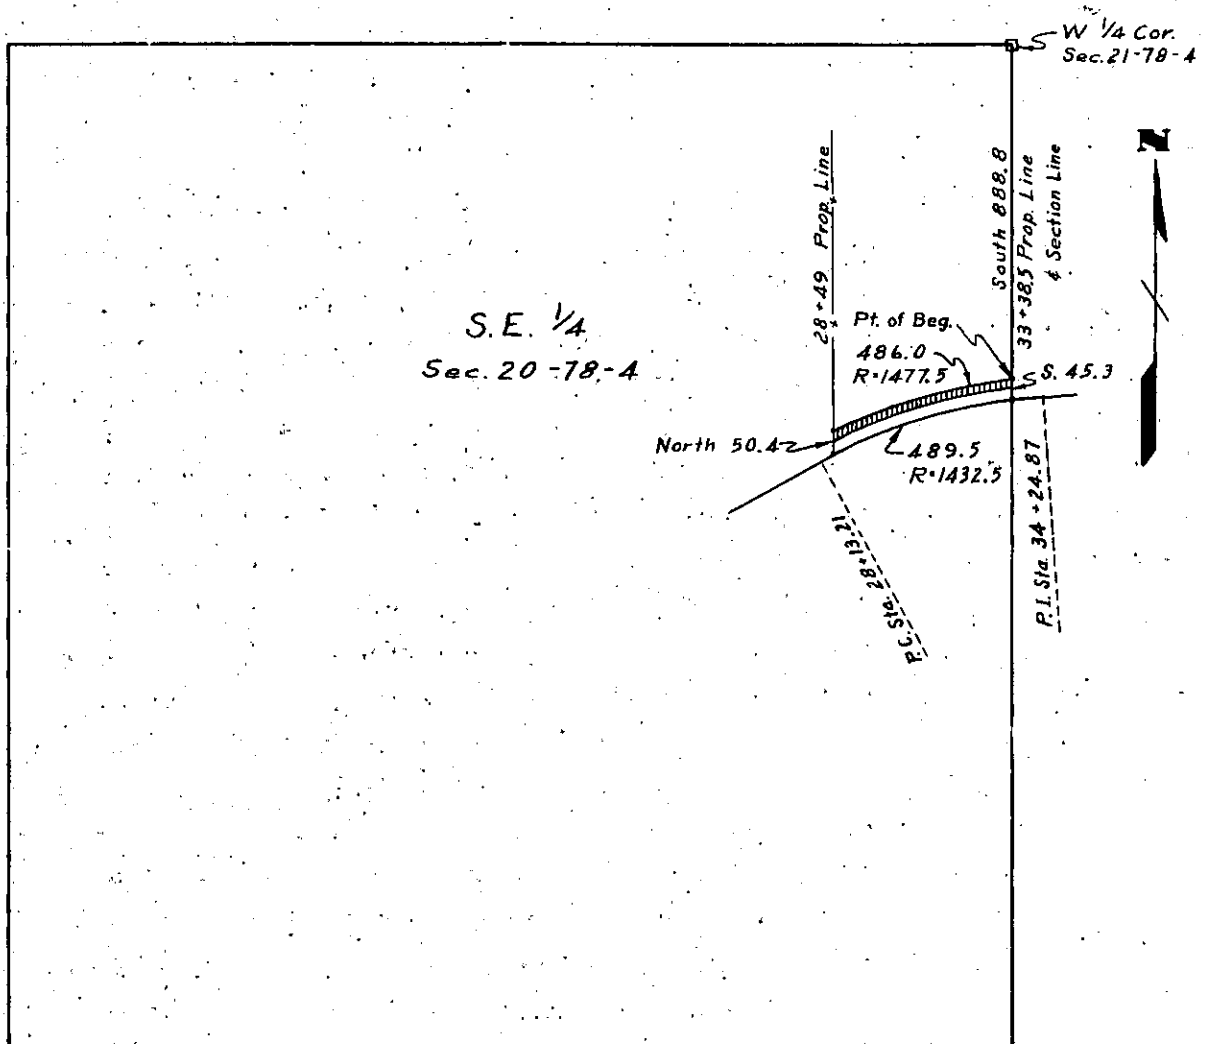 W 1/4 Cor.
Sec. 21-78-4
N
28+49 Prop. Line
South 888.8
33+38.5 Prop. Line
& Section Line
S.E. 1/4
Sec. 20-78-4
Pt. of Beg.
486.0
R=1477.5
S. 45.3
North 50.4
489.5
R=1432.5
P.C. Sta. 28+13.21
P.I. Sta. 34+24.87